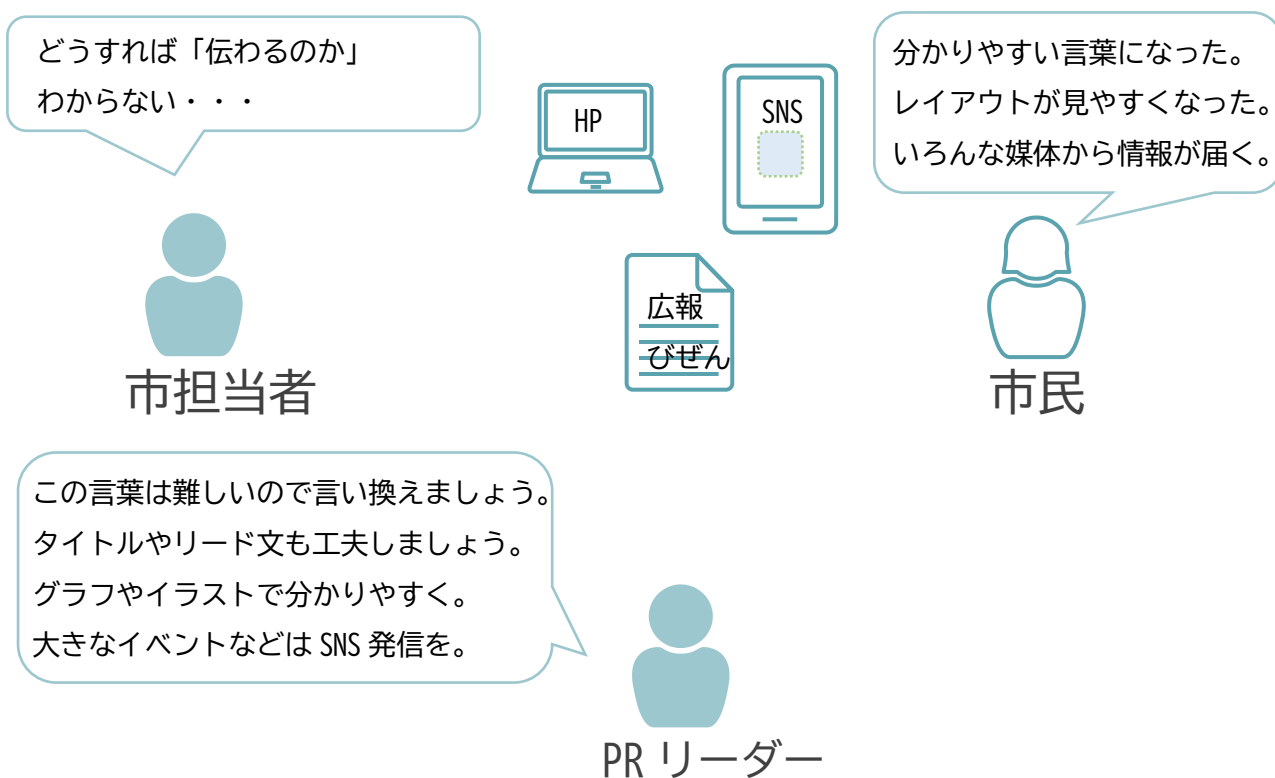 どうすれば「伝わるのか」
わからない・・・
HP
SNS
分かりやすい言葉になった。
レイアウトが見やすくなった。
いろんな媒体から情報が届く。
広報
びぜん
市担当者
市民
この言葉は難しいので言い換えましょう。
タイトルやリード文も工夫しましょう。
グラフやイラストで分かりやすく。
大きなイベントなどは SNS 発信を。
PR リーダー